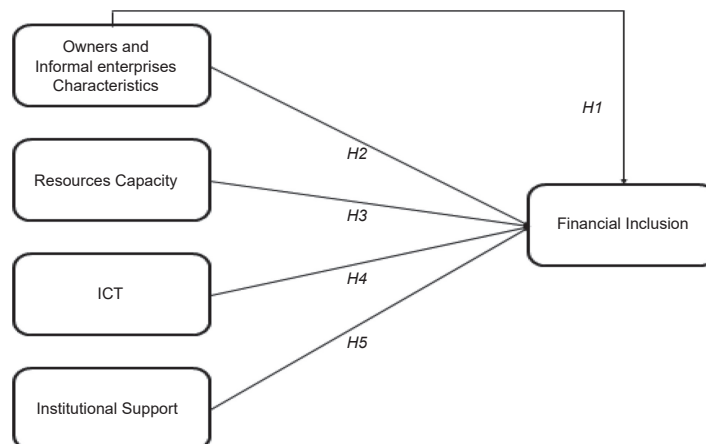 Owners and
Informal enterprises
Characteristics
H1
H2
Resources Capacity
H3
Financial Inclusion
ICT
H4
H5
Institutional Support